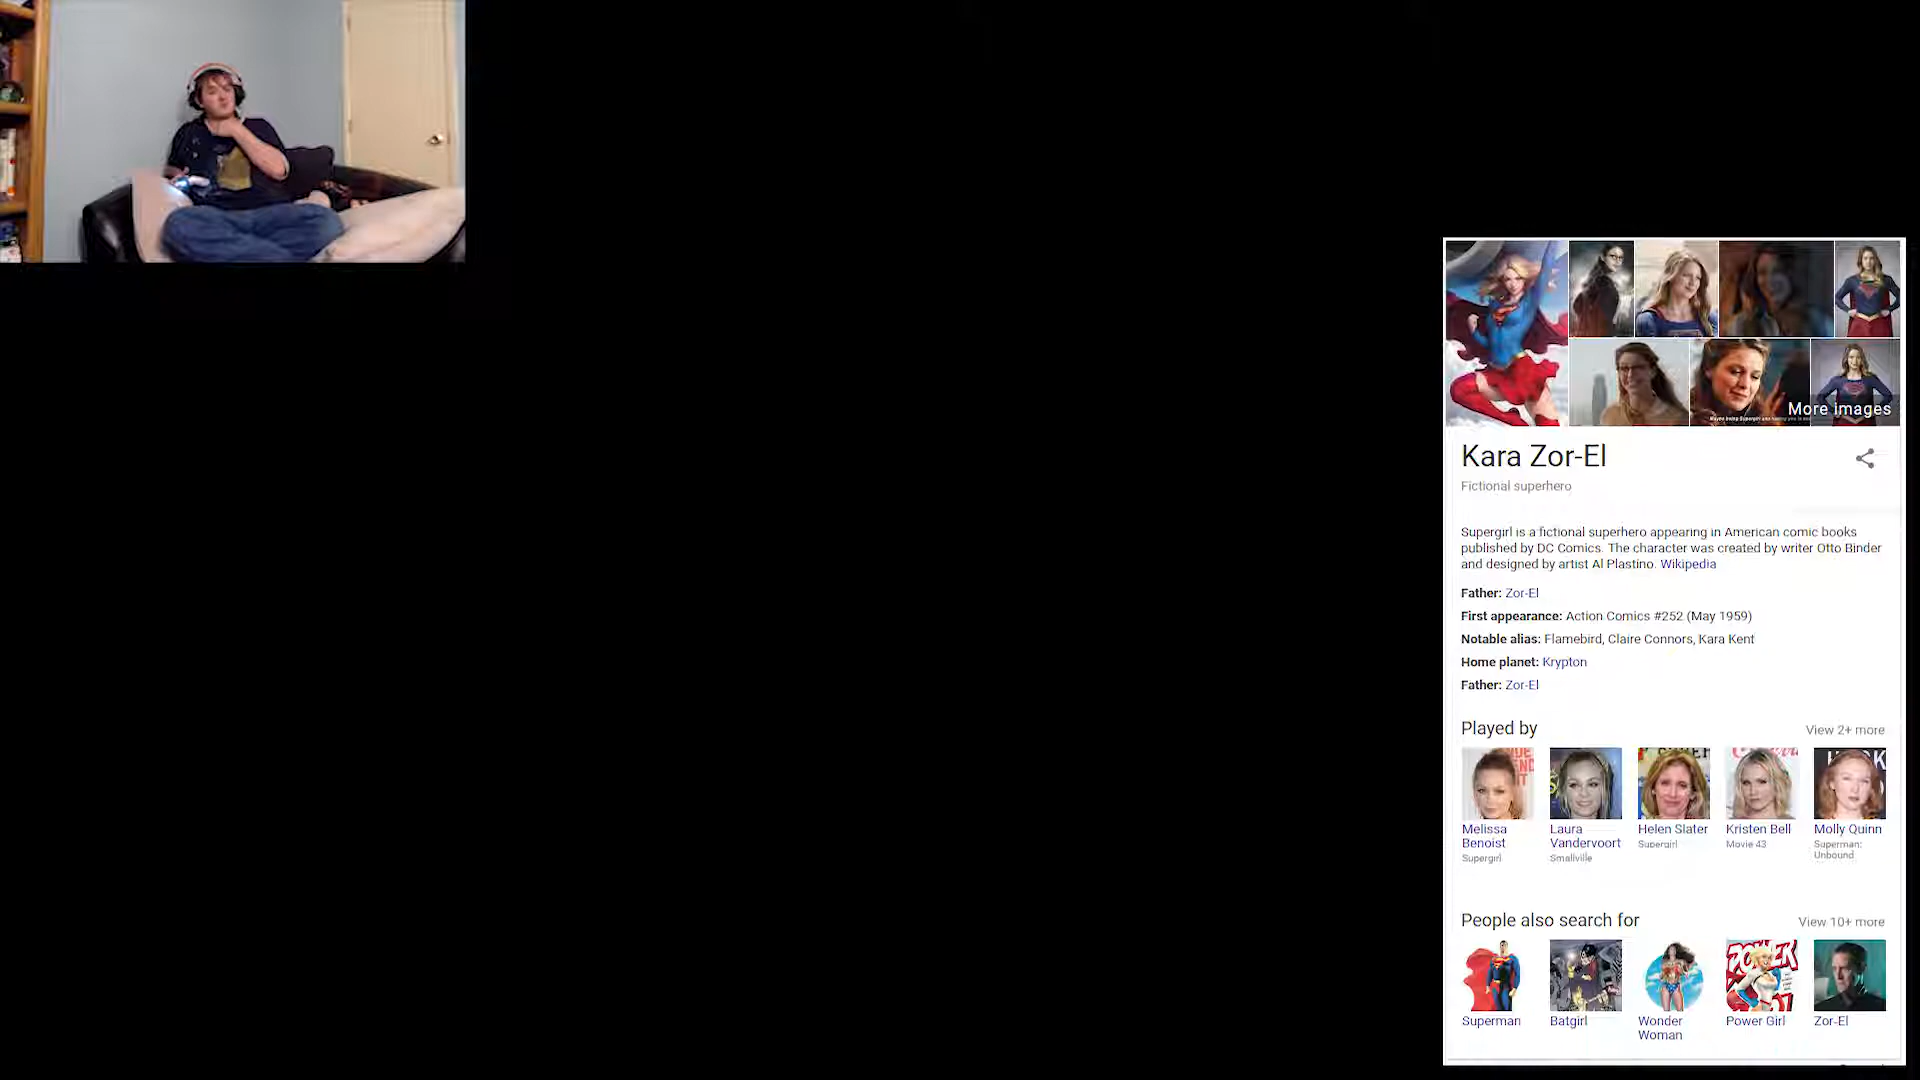 More images
Kara Zor-El
Fictional superhero
Supergirl is a fictional superhero appearing in American comic books
published by DC Comics. The character was created by writer Otto Binder
and designed by artist Al Plastino. Wikipedia
Father: Zor-El
First appearance: Action Comics #252 (May 1959)
Notable alias: Flamebird, Claire Connors, Kara Kent
Home planet: Krypton
Father: Zor-El
Played by
View 2+ more
Melissa
Benoist
Supergirl
Laura
Vandervoort
Smallville
Helen Slater
Supergirl
Kristen Bell
Movie 43
Molly Quinn
Superman:
Unbound
People also search for
View 10+ more
POWER
Superman
Batgirl
Wonder
Woman
Power Girl
Zor-El